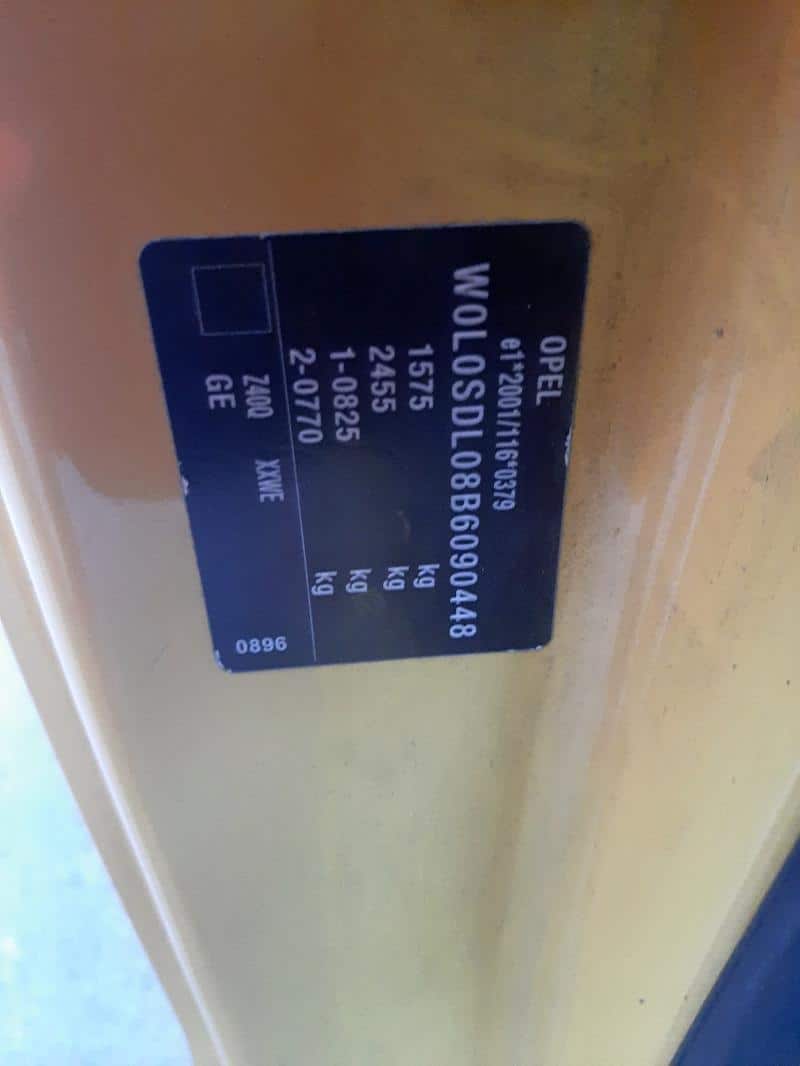 OPEL
e1*2001/116*0379
W0L0SDL08B6090448
1575 kg
2455 kg
1-0825 kg
2-0770 kg
Z40Q XXWE
GE
0896